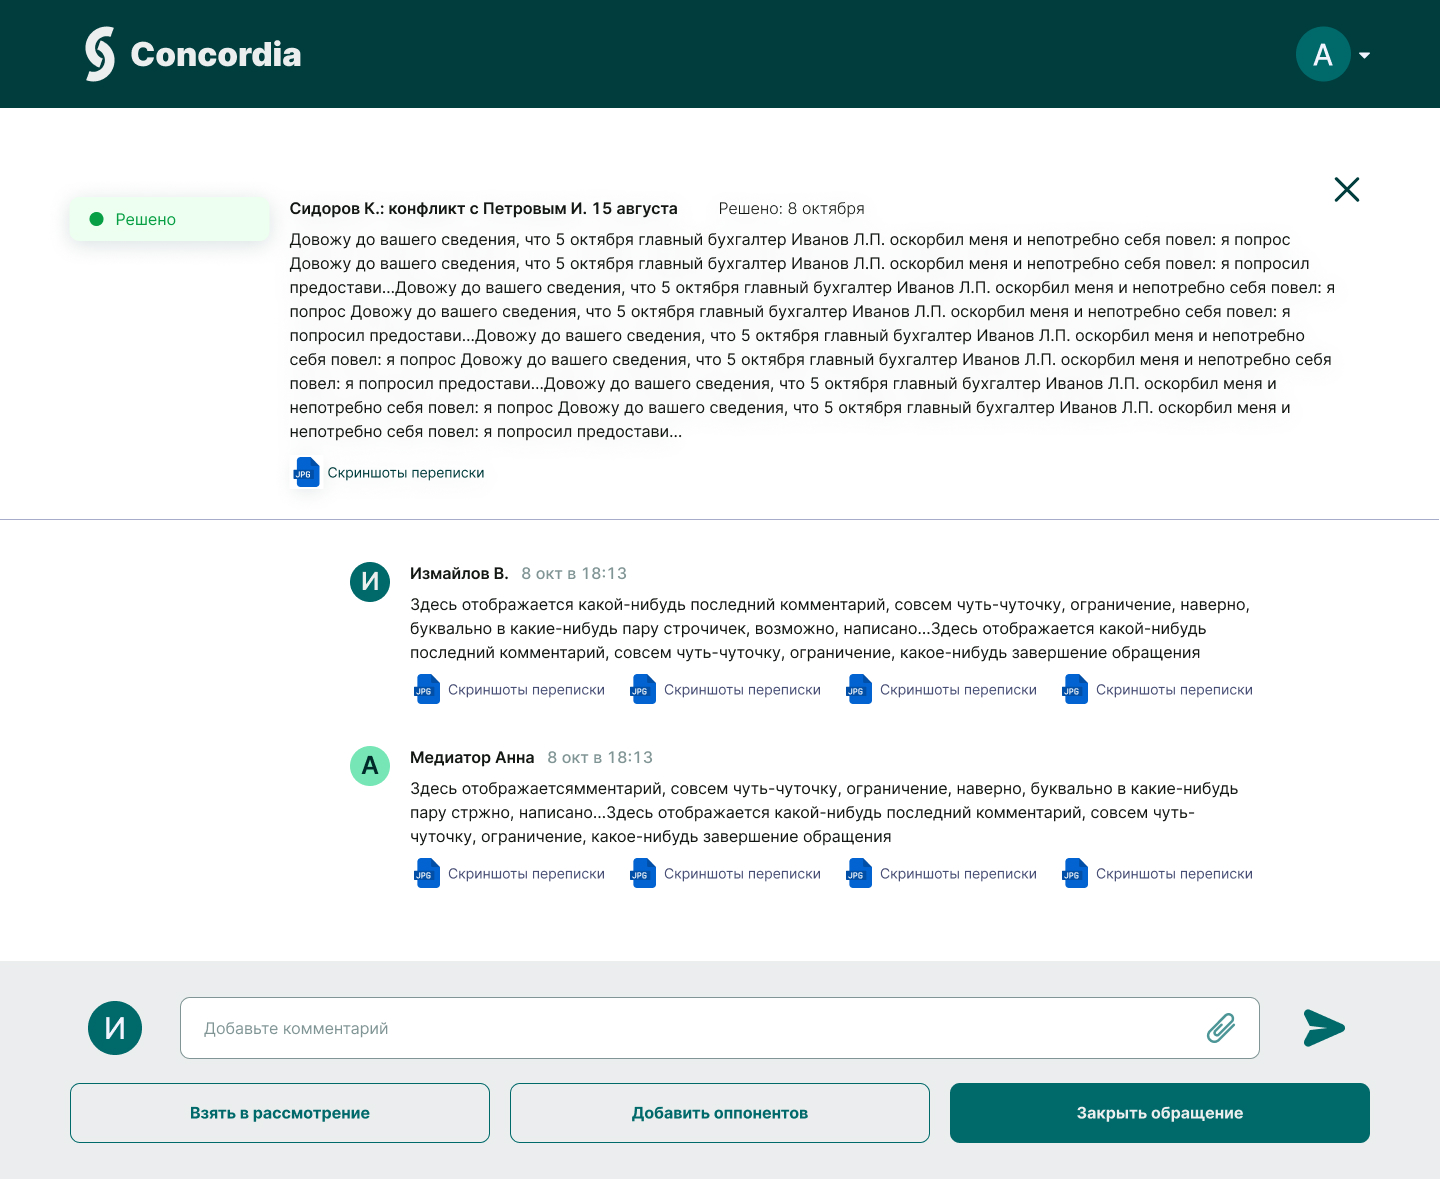 Concordia
А
Решено
Сидоров К.: конфликт с Петровым И. 15 августа
Решено: 8 октября
Довожу до вашего сведения, что 5 октября главный бухгалтер Иванов Л.П. оскорбил меня и непотребно себя повел: я попрос
Довожу до вашего сведения, что 5 октября главный бухгалтер Иванов Л.П. оскорбил меня и непотребно себя повел: я попросил
предостави...Довожу до вашего сведения, что 5 октября главный бухгалтер Иванов Л.П. оскорбил меня и непотребно себя повел: я
попрос Довожу до вашего сведения, что 5 октября главный бухгалтер Иванов Л.П. оскорбил меня и непотребно себя повел: я
попросил предостави...Довожу до вашего сведения, что 5 октября главный бухгалтер Иванов Л.П. оскорбил меня и непотребно
себя повел: я попрос Довожу до вашего сведения, что 5 октября главный бухгалтер Иванов Л.П. оскорбил меня и непотребно себя
повел: я попросил предостави...Довожу до вашего сведения, что 5 октября главный бухгалтер Иванов Л.П. оскорбил меня и
непотребно себя повел: я попрос Довожу до вашего сведения, что 5 октября главный бухгалтер Иванов Л.П. оскорбил меня и
непотребно себя повел: я попросил предостави...
JPG Скриншоты переписки
И
Измайлов В. 8 окт в 18:13
Здесь отображается какой-нибудь последний комментарий, совсем чуть-чуточку, ограничение, наверно,
буквально в какие-нибудь пару строчичек, возможно, написано...Здесь отображается какой-нибудь
последний комментарий, совсем чуть-чуточку, ограничение, какое-нибудь завершение обращения
JPG Скриншоты переписки JPG Скриншоты переписки JPG Скриншоты переписки JPG Скриншоты переписки
А
Медиатор Анна 8 окт в 18:13
Здесь отображаетсямментарий, совсем чуть-чуточку, ограничение, наверно, буквально в какие-нибудь
пару стржно, написано...Здесь отображается какой-нибудь последний комментарий, совсем чуть-
чуточку, ограничение, какое-нибудь завершение обращения
JPG Скриншоты переписки JPG Скриншоты переписки JPG Скриншоты переписки JPG Скриншоты переписки
И
Добавьте комментарий
Взять в рассмотрение
Добавить оппонентов
Закрыть обращение